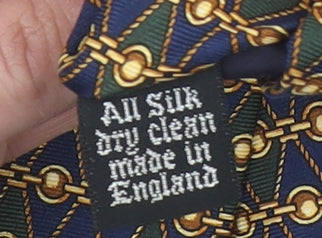 All Silk
dry clean
made in
England